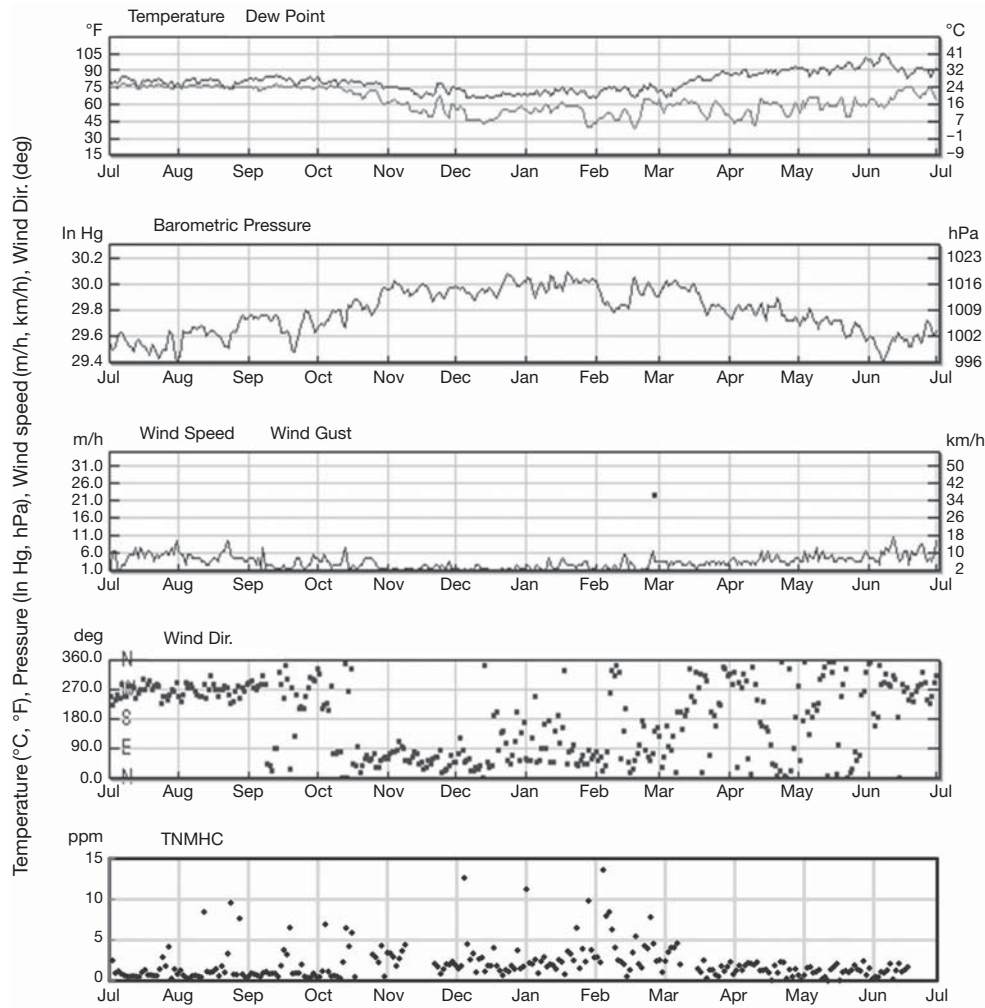 Temperature (°C, °F), Pressure (In Hg, hPa), Wind speed (m/h, km/h), Wind Dir. (deg)
Temperature Dew Point
°F °C
105 41
90 32
75 24
60 16
45 7
30 −1
15 −9
Jul Aug Sep Oct Nov Dec Jan Feb Mar Apr May Jun Jul
Barometric Pressure
In Hg hPa
30.2 1023
30.0 1016
29.8 1009
29.6 1002
29.4 996
Jul Aug Sep Oct Nov Dec Jan Feb Mar Apr May Jun Jul
Wind Speed Wind Gust
m/h km/h
31.0 50
26.0 42
21.0 34
16.0 26
11.0 18
6.0 10
1.0 2
Jul Aug Sep Oct Nov Dec Jan Feb Mar Apr May Jun Jul
Wind Dir.
deg
360.0 N
270.0 W
180.0 S
90.0 E
0.0 N
Jul Aug Sep Oct Nov Dec Jan Feb Mar Apr May Jun Jul
TNMHC
ppm
15
10
5
0
Jul Aug Sep Oct Nov Dec Jan Feb Mar Apr May Jun Jul